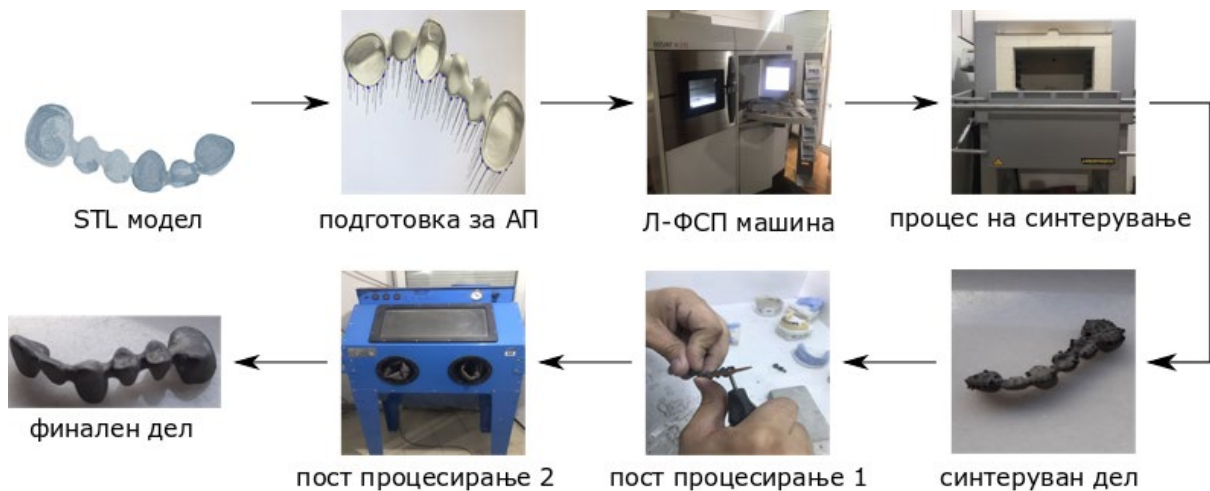 STL модел
подготовка за АП
Л-ФСП машина
процес на синтерување
финален дел
пост процесирање 2
пост процесирање 1
синтеруван дел